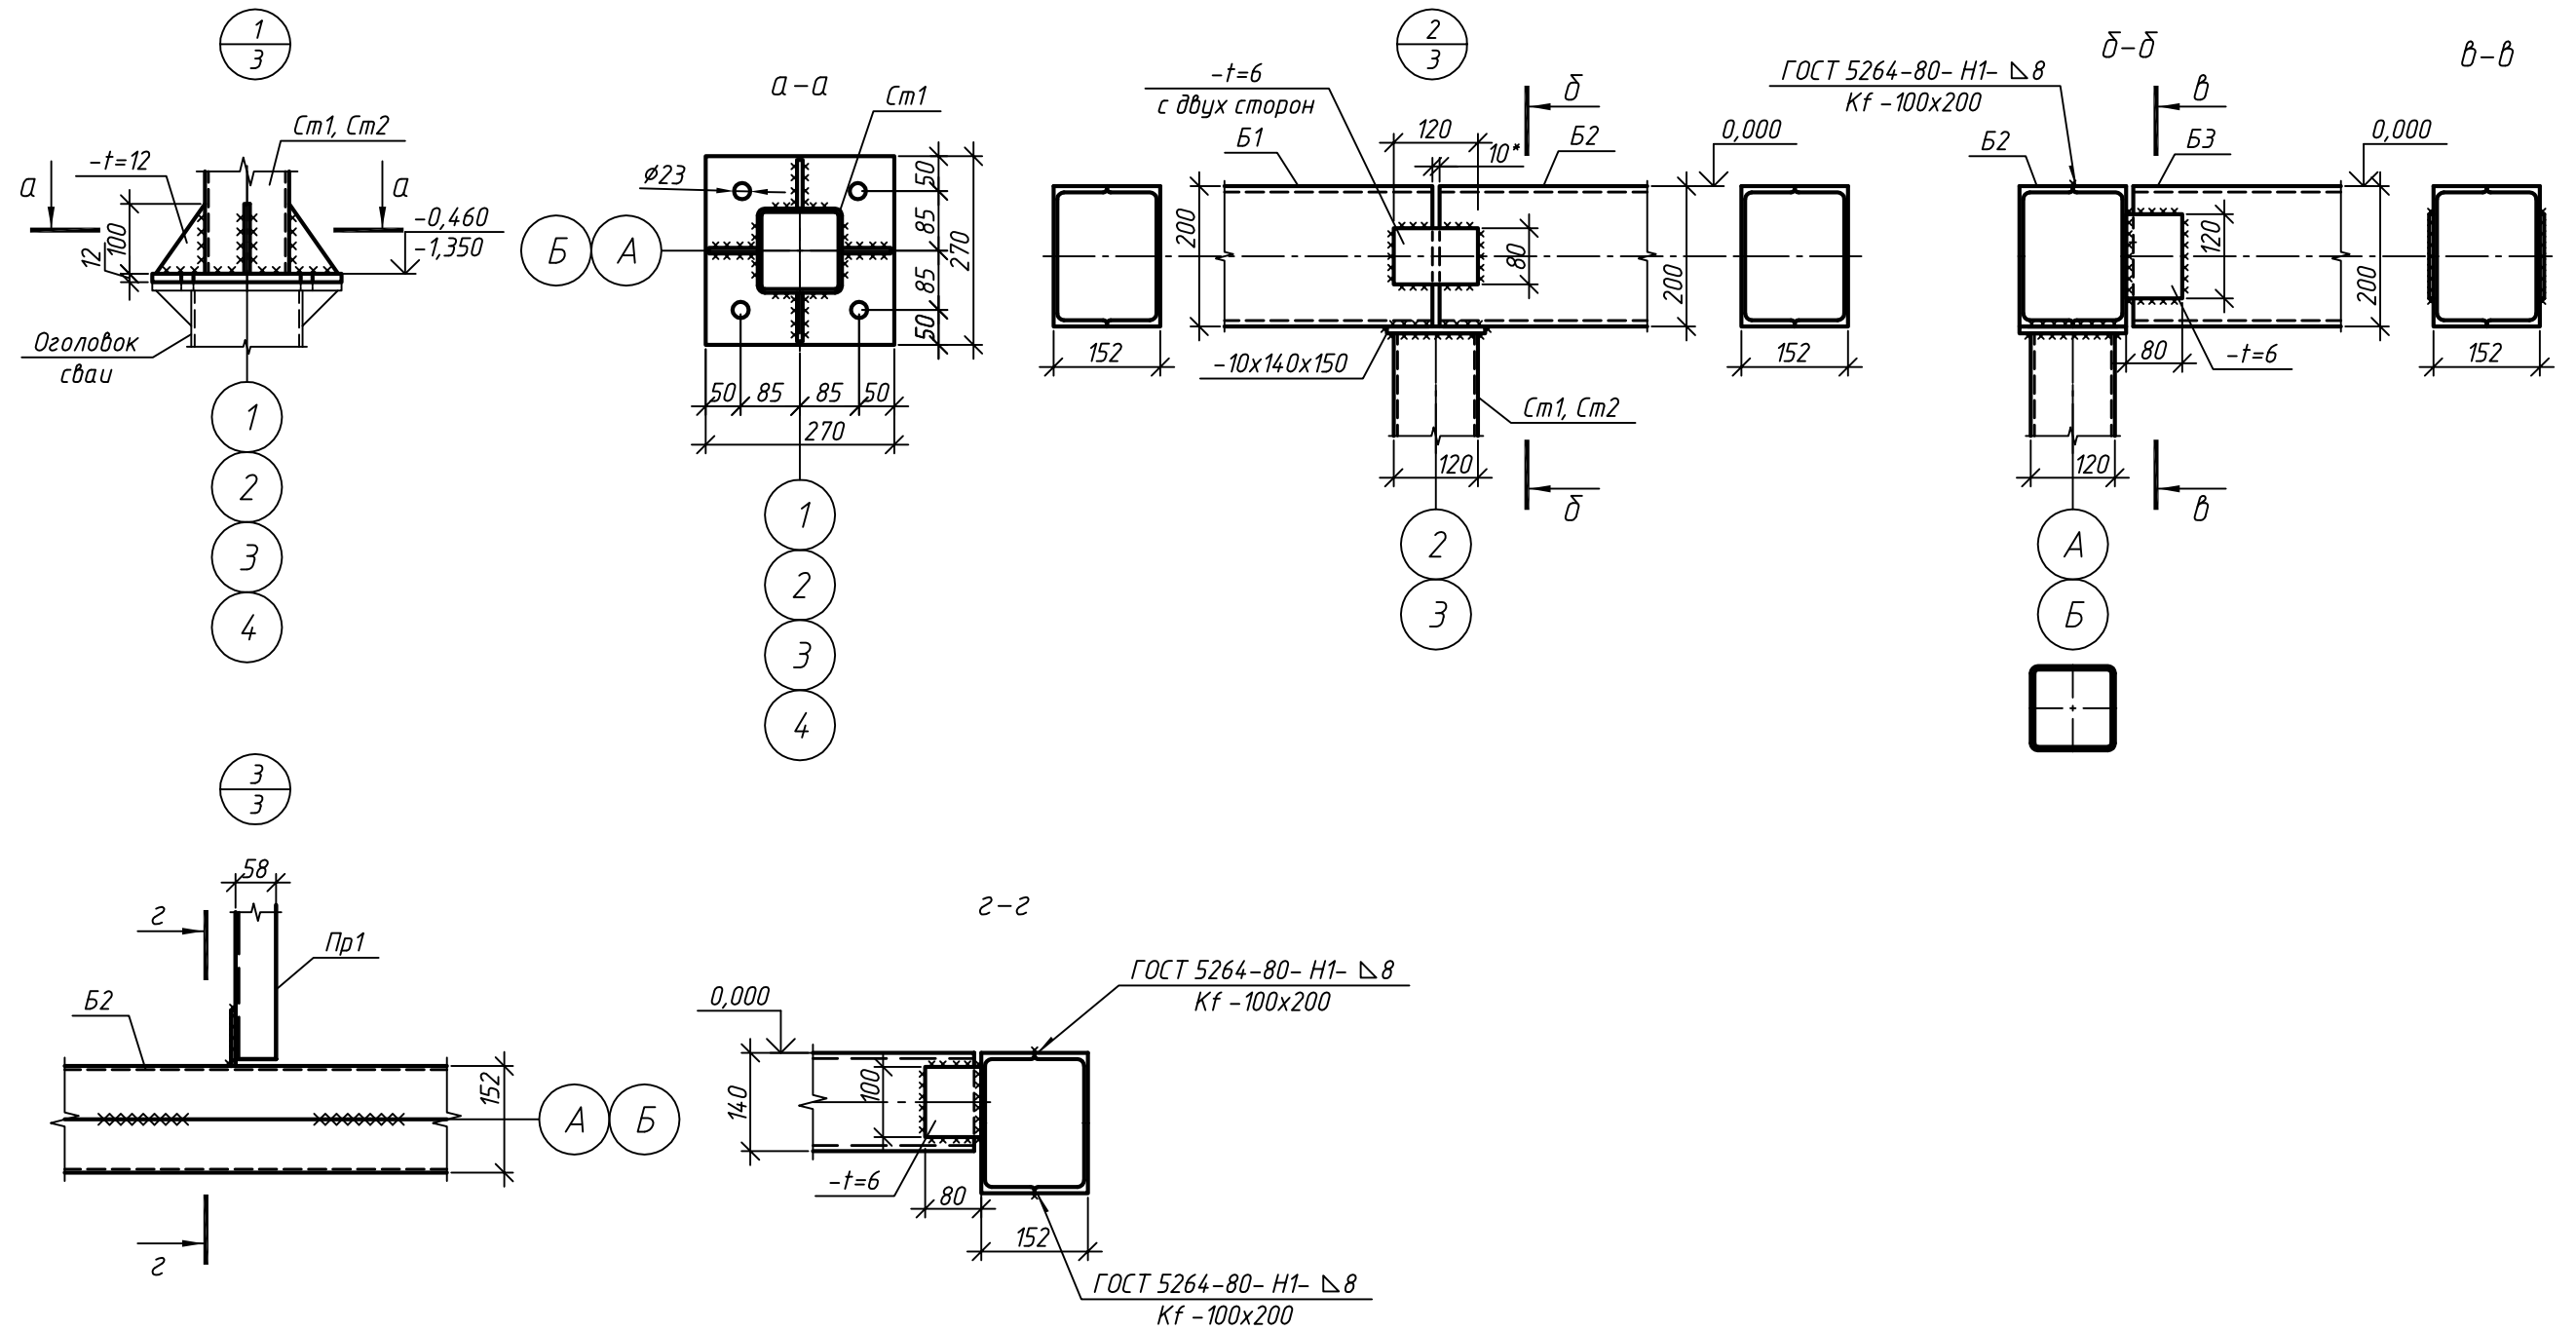 1
3
Ст1, Ст2
-t=12
а
а
100
12
-0,460
-1,350
Оголовок
сваи
1
2
3
4
а-а
Ст1
⌀23
Б
А
50
85
85
50
270
50
85
85
50
270
1
2
3
4
2
3
-t=6
с двух сторон
Б1
120
10*
Б2
б
0,000
200
80
200
152
-10х140х150
152
Ст1, Ст2
120
б
2
3
б-б
ГОСТ 5264-80- Н1- ◺8
Kf -100х200
Б2
в
Б3
0,000
120
200
80
-t=6
120
в
А
Б
в-в
152
3
3
58
г
Пр1
Б2
152
А
Б
г
г-г
ГОСТ 5264-80- Н1- ◺8
Kf -100х200
0,000
140
100
-t=6
80
152
ГОСТ 5264-80- Н1- ◺8
Kf -100х200